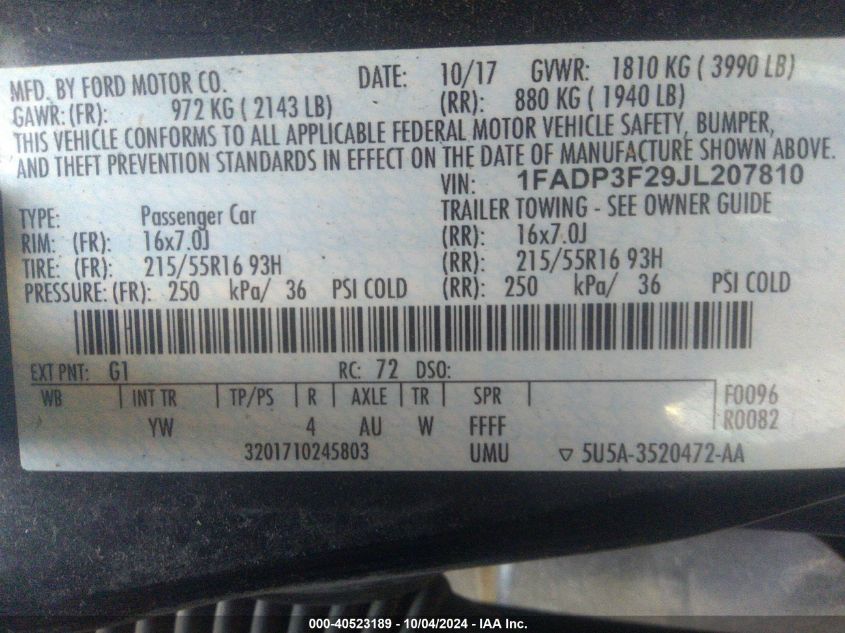 MFD. BY FORD MOTOR CO. DATE: 10/17 GVWR: 1810 KG ( 3990 LB)
GAWR: (FR): 972 KG ( 2143 LB) (RR): 880 KG ( 1940 LB)
THIS VEHICLE CONFORMS TO ALL APPLICABLE FEDERAL MOTOR VEHICLE SAFETY, BUMPER,
AND THEFT PREVENTION STANDARDS IN EFFECT ON THE DATE OF MANUFACTURE SHOWN ABOVE.
VIN: 1FADP3F29JL207810
TYPE: Passenger Car TRAILER TOWING - SEE OWNER GUIDE
RIM: (FR): 16x7.0J (RR): 16x7.0J
TIRE: (FR): 215/55R16 93H (RR): 215/55R16 93H
PRESSURE: (FR): 250 kPa/ 36 PSI COLD (RR): 250 kPa/ 36 PSI COLD
EXT PNT: G1 RC: 72 DSO:
WB INT TR TP/PS R AXLE TR SPR F0096
YW 4 AU W FFFF R0082
3201710245803 UMU ▽ 5U5A-3520472-AA
000-40523189 - 10/04/2024 - IAA Inc.